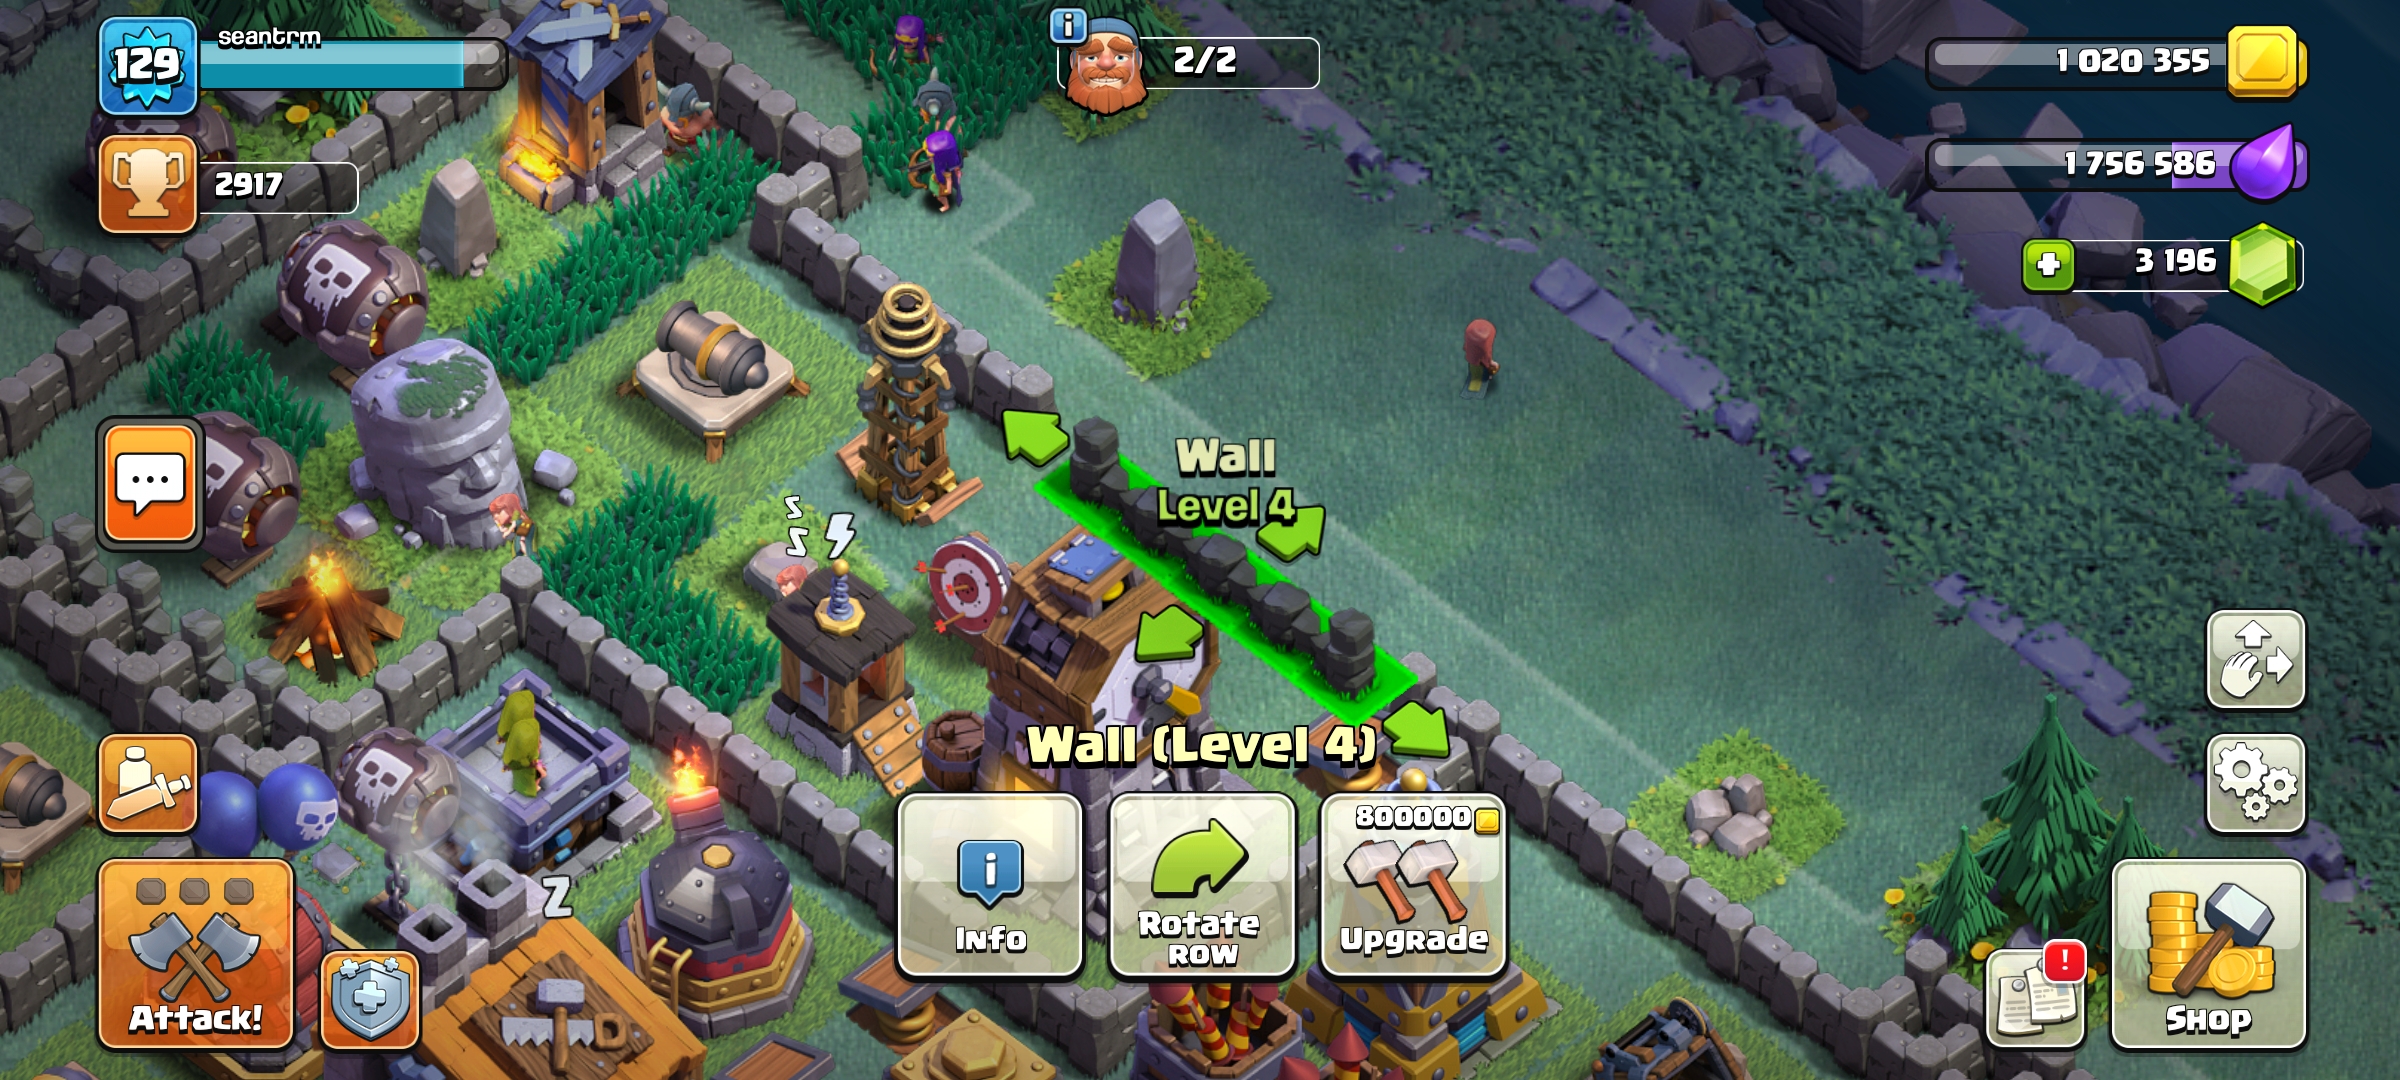 129
seantrm
2/2
1 020 355
2917
1 756 586
3 196
Wall
Level 4
Wall (Level 4)
800000
Info
Rotate
Row
Upgrade
Z
Attack!
!
Shop